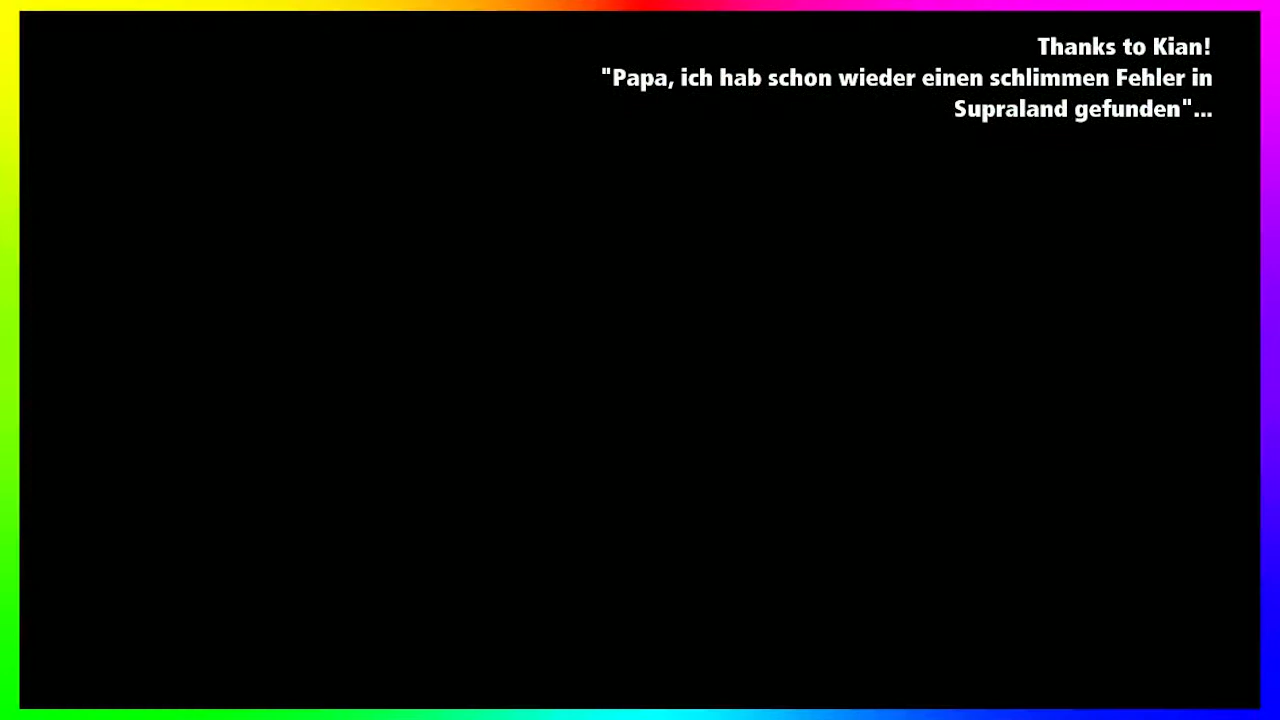 Thanks to Kian!
"Papa, ich hab schon wieder einen schlimmen Fehler in
Supraland gefunden"...